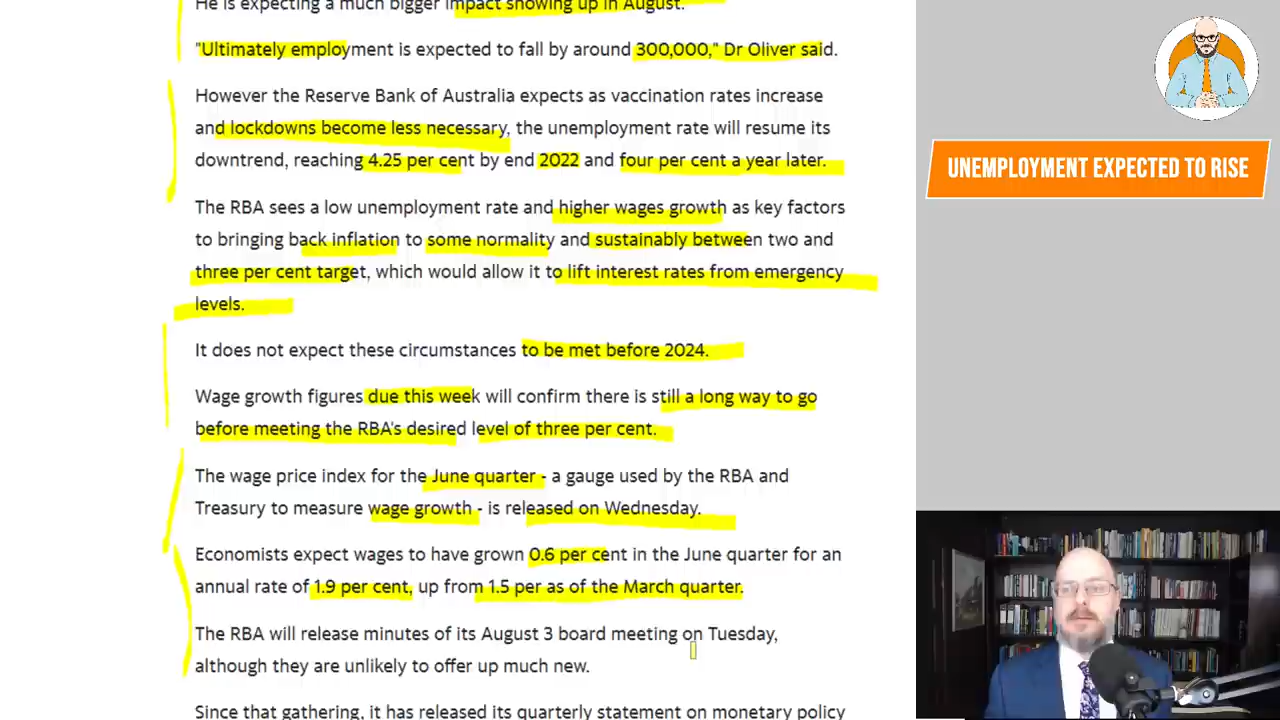 He is expecting a much bigger impact showing up in August.
"Ultimately employment is expected to fall by around 300,000," Dr Oliver said.
However the Reserve Bank of Australia expects as vaccination rates increase
and lockdowns become less necessary, the unemployment rate will resume its
downtrend, reaching 4.25 per cent by end 2022 and four per cent a year later.
The RBA sees a low unemployment rate and higher wages growth as key factors
to bringing back inflation to some normality and sustainably between two and
three per cent target, which would allow it to lift interest rates from emergency
levels.
It does not expect these circumstances to be met before 2024.
Wage growth figures due this week will confirm there is still a long way to go
before meeting the RBA's desired level of three per cent.
The wage price index for the June quarter - a gauge used by the RBA and
Treasury to measure wage growth - is released on Wednesday.
Economists expect wages to have grown 0.6 per cent in the June quarter for an
annual rate of 1.9 per cent, up from 1.5 per as of the March quarter.
The RBA will release minutes of its August 3 board meeting on Tuesday,
although they are unlikely to offer up much new.
Since that gathering, it has released its quarterly statement on monetary policy
UNEMPLOYMENT EXPECTED TO RISE